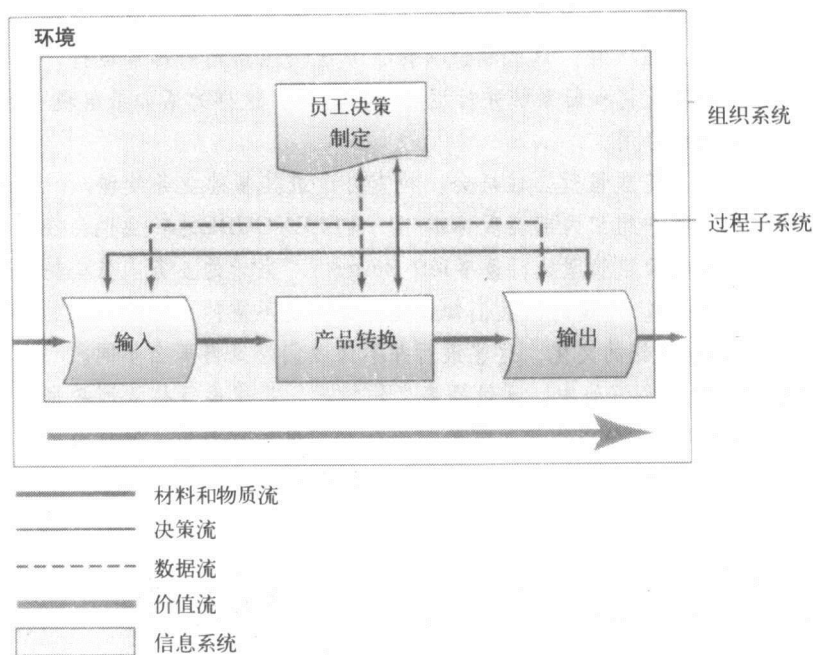 环境
员工决策
制定
组织系统
过程子系统
输入
产品转换
输出
材料和物质流
决策流
数据流
价值流
信息系统